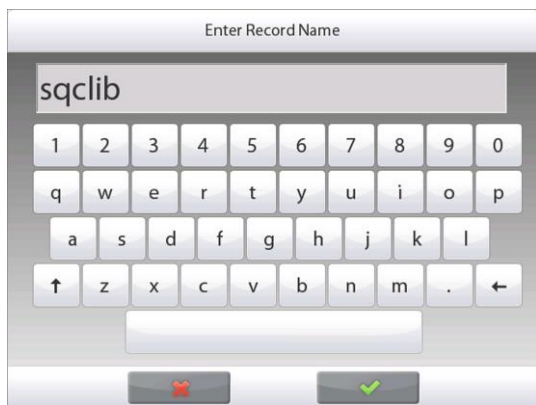 Enter Record Name
sqclib
1 2 3 4 5 6 7 8 9 0
q w e r t y u i o p
a s d f g h j k l
↑ z x c v b n m . ←